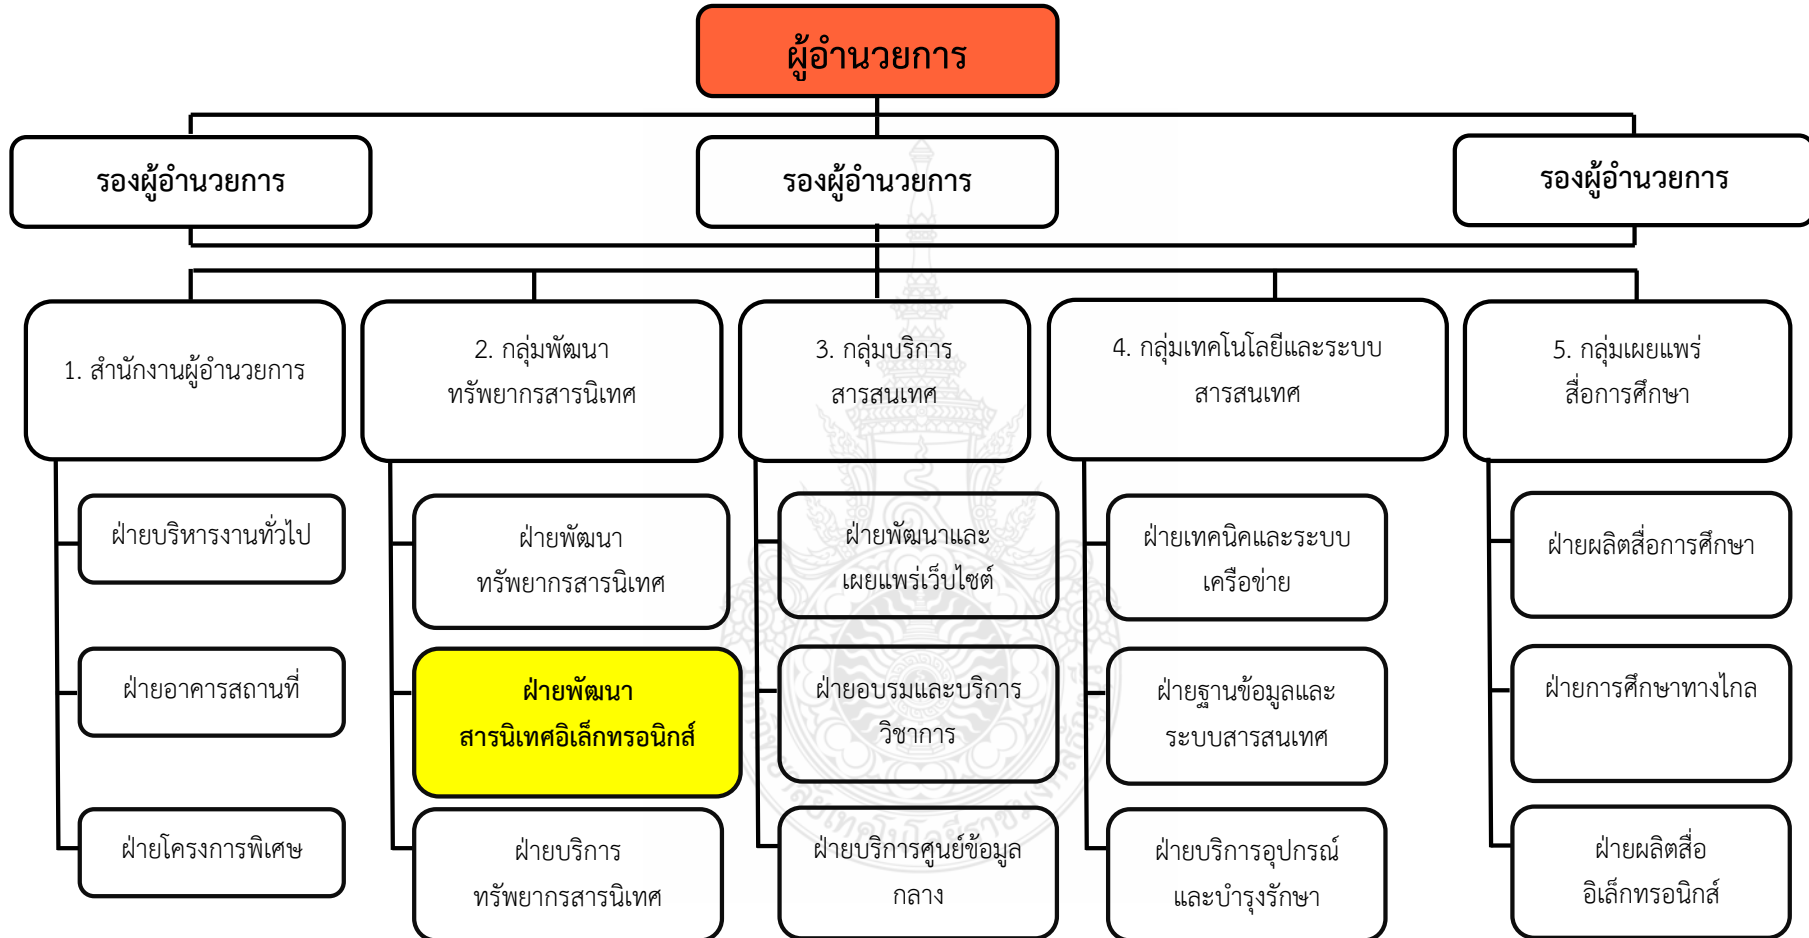 ผู้อำนวยการ
รองผู้อำนวยการ
รองผู้อำนวยการ
รองผู้อำนวยการ
1. สำนักงานผู้อำนวยการ
2. กลุ่มพัฒนา
ทรัพยากรสารนิเทศ
3. กลุ่มบริการ
สารสนเทศ
4. กลุ่มเทคโนโลยีและระบบ
สารสนเทศ
5. กลุ่มเผยแพร่
สื่อการศึกษา
ฝ่ายบริหารงานทั่วไป
ฝ่ายพัฒนา
ทรัพยากรสารนิเทศ
ฝ่ายพัฒนาและ
เผยแพร่เว็บไซต์
ฝ่ายเทคนิคและระบบ
เครือข่าย
ฝ่ายผลิตสื่อการศึกษา
ฝ่ายอาคารสถานที่
ฝ่ายพัฒนา
สารนิเทศอิเล็กทรอนิกส์
ฝ่ายอบรมและบริการ
วิชาการ
ฝ่ายฐานข้อมูลและ
ระบบสารสนเทศ
ฝ่ายการศึกษาทางไกล
ฝ่ายโครงการพิเศษ
ฝ่ายบริการ
ทรัพยากรสารนิเทศ
ฝ่ายบริการศูนย์ข้อมูล
กลาง
ฝ่ายบริการอุปกรณ์
และบำรุงรักษา
ฝ่ายผลิตสื่อ
อิเล็กทรอนิกส์